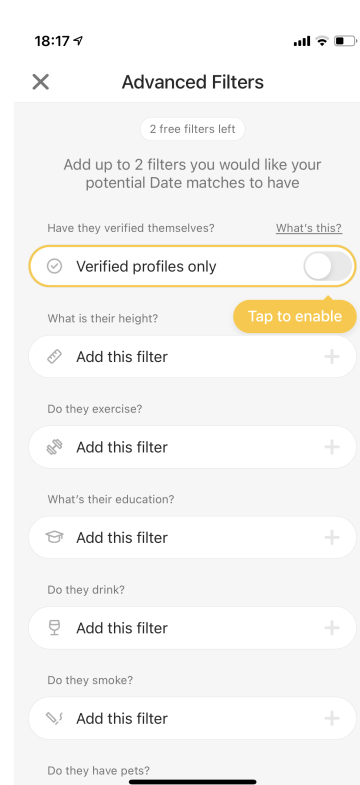 18:17
Advanced Filters
2 free filters left
Add up to 2 filters you would like your
potential Date matches to have
Have they verified themselves? What's this?
Verified profiles only
Tap to enable
What is their height?
Add this filter
Do they exercise?
Add this filter
What's their education?
Add this filter
Do they drink?
Add this filter
Do they smoke?
Add this filter
Do they have pets?